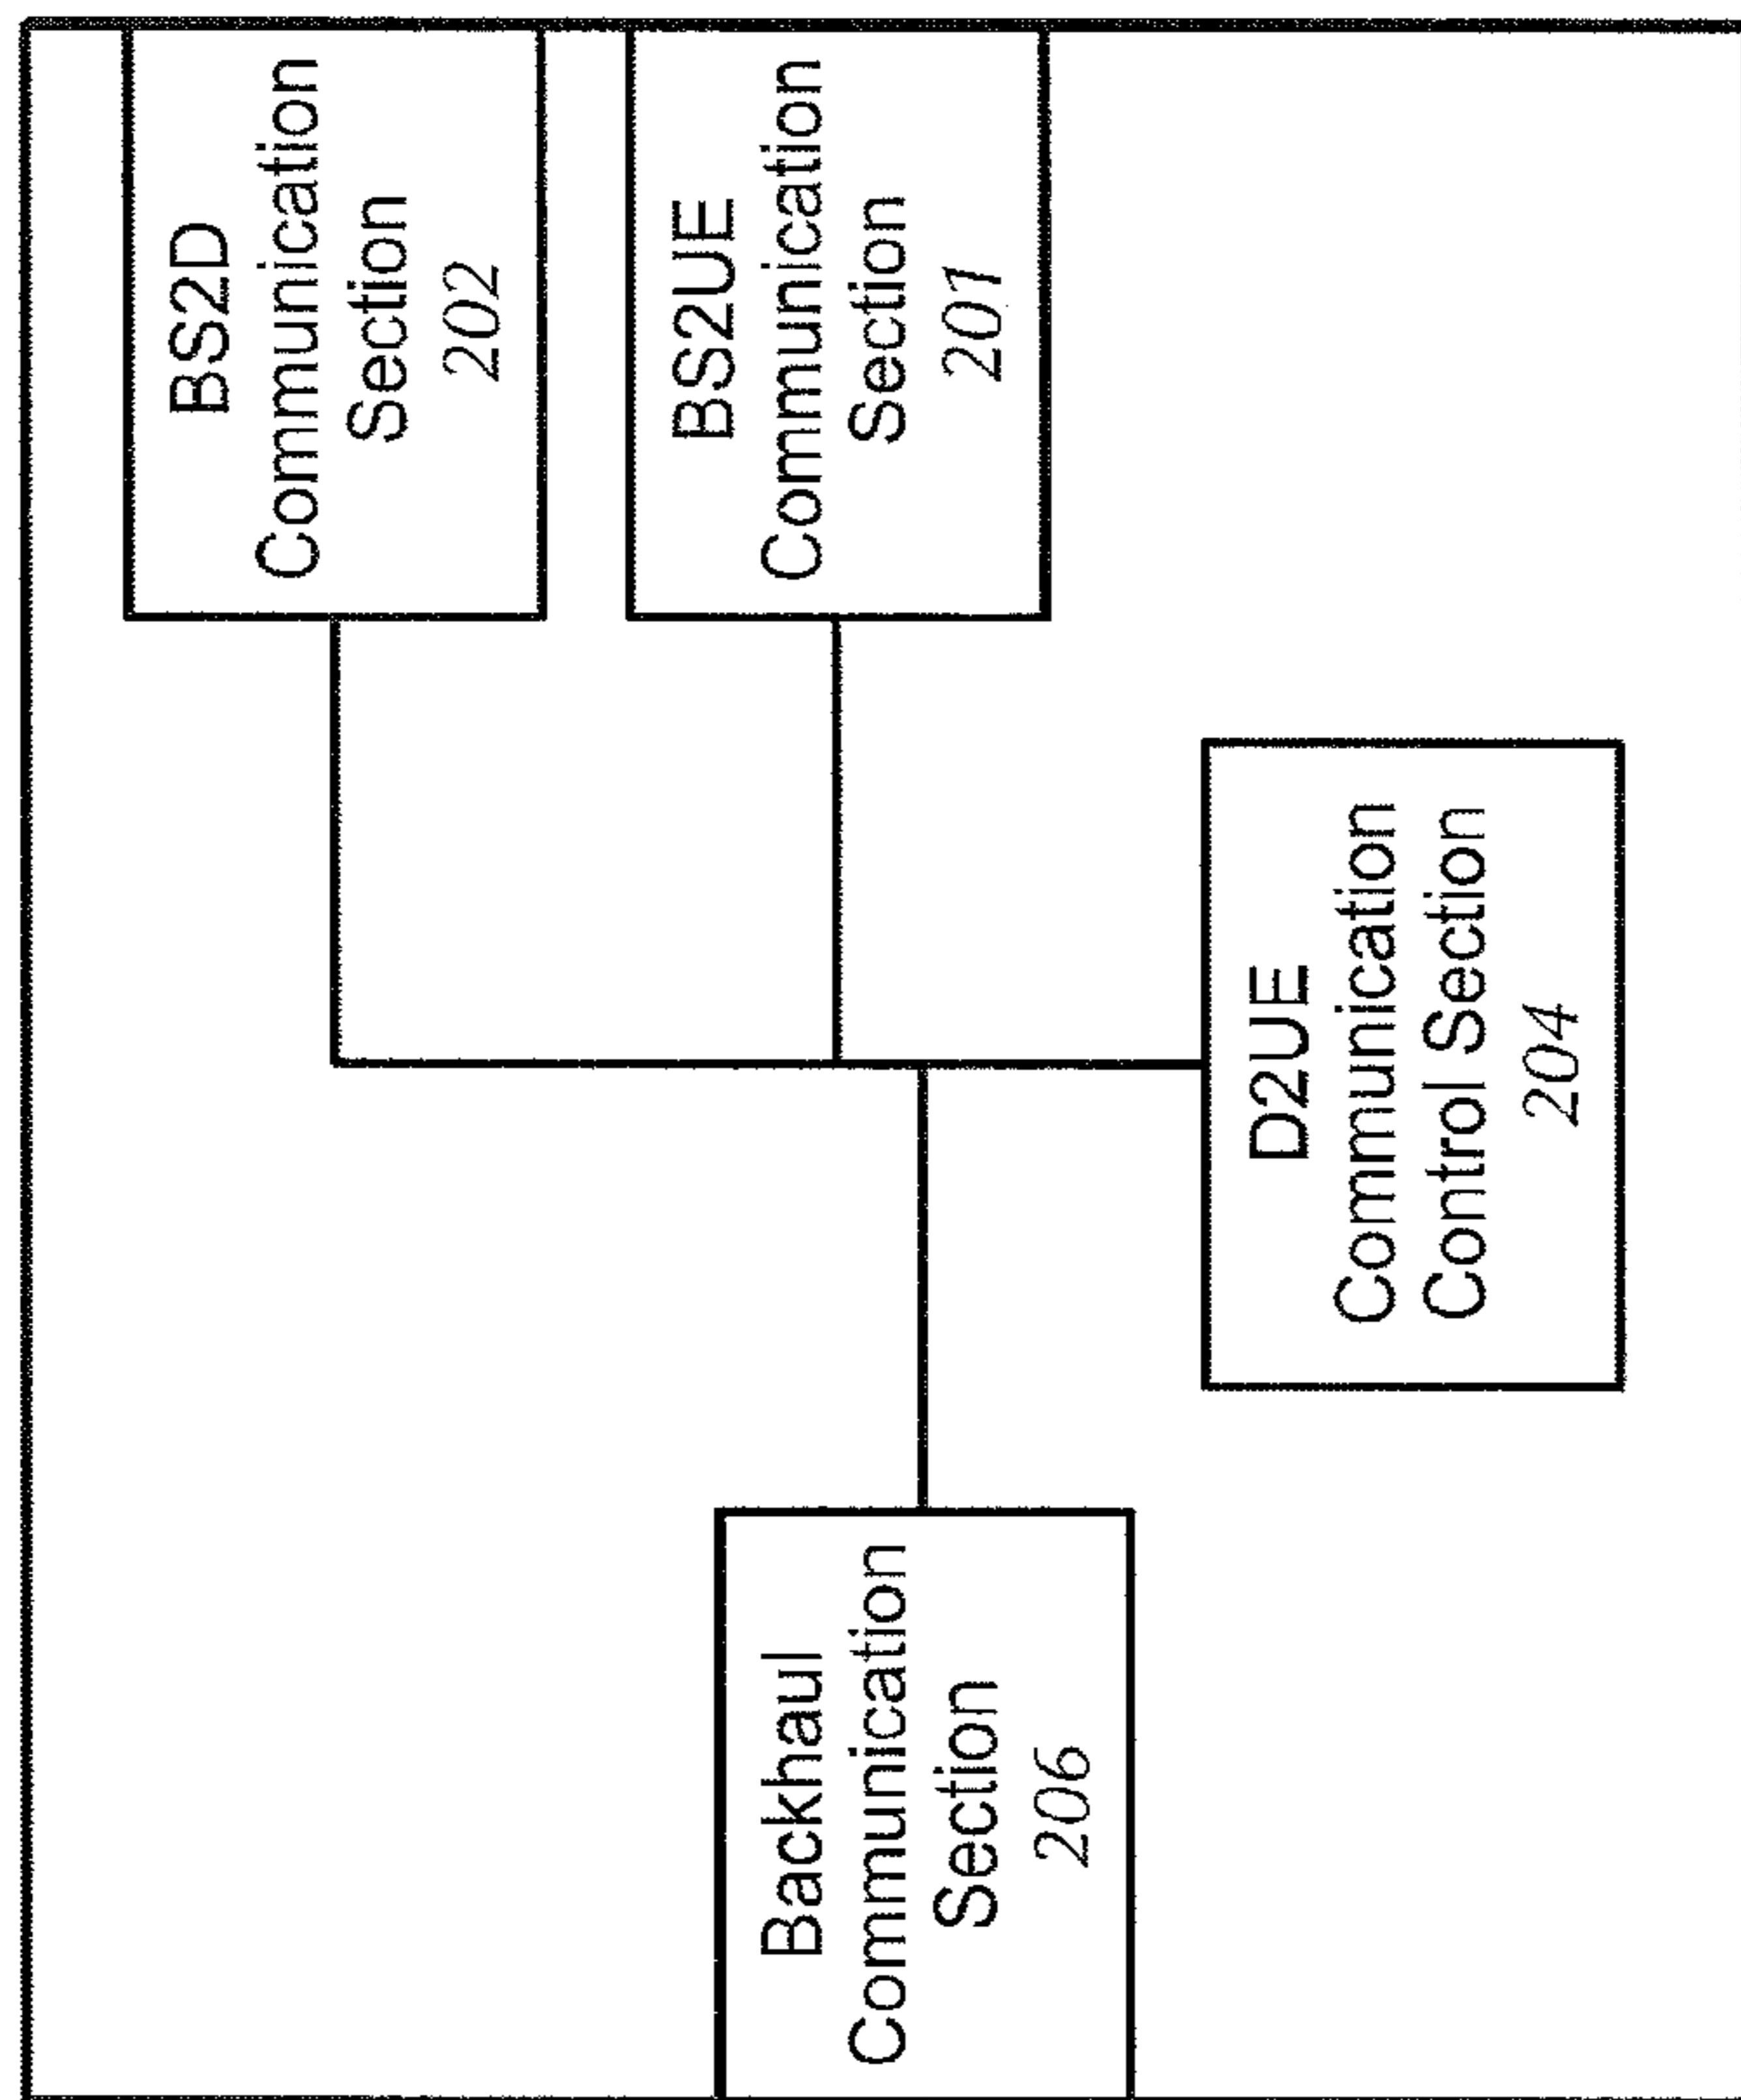 BS2D
Communication
Section
202
BS2UE
Communication
Section
201
D2UE
Communication
Control Section
204
Backhaul
Communication
Section
206